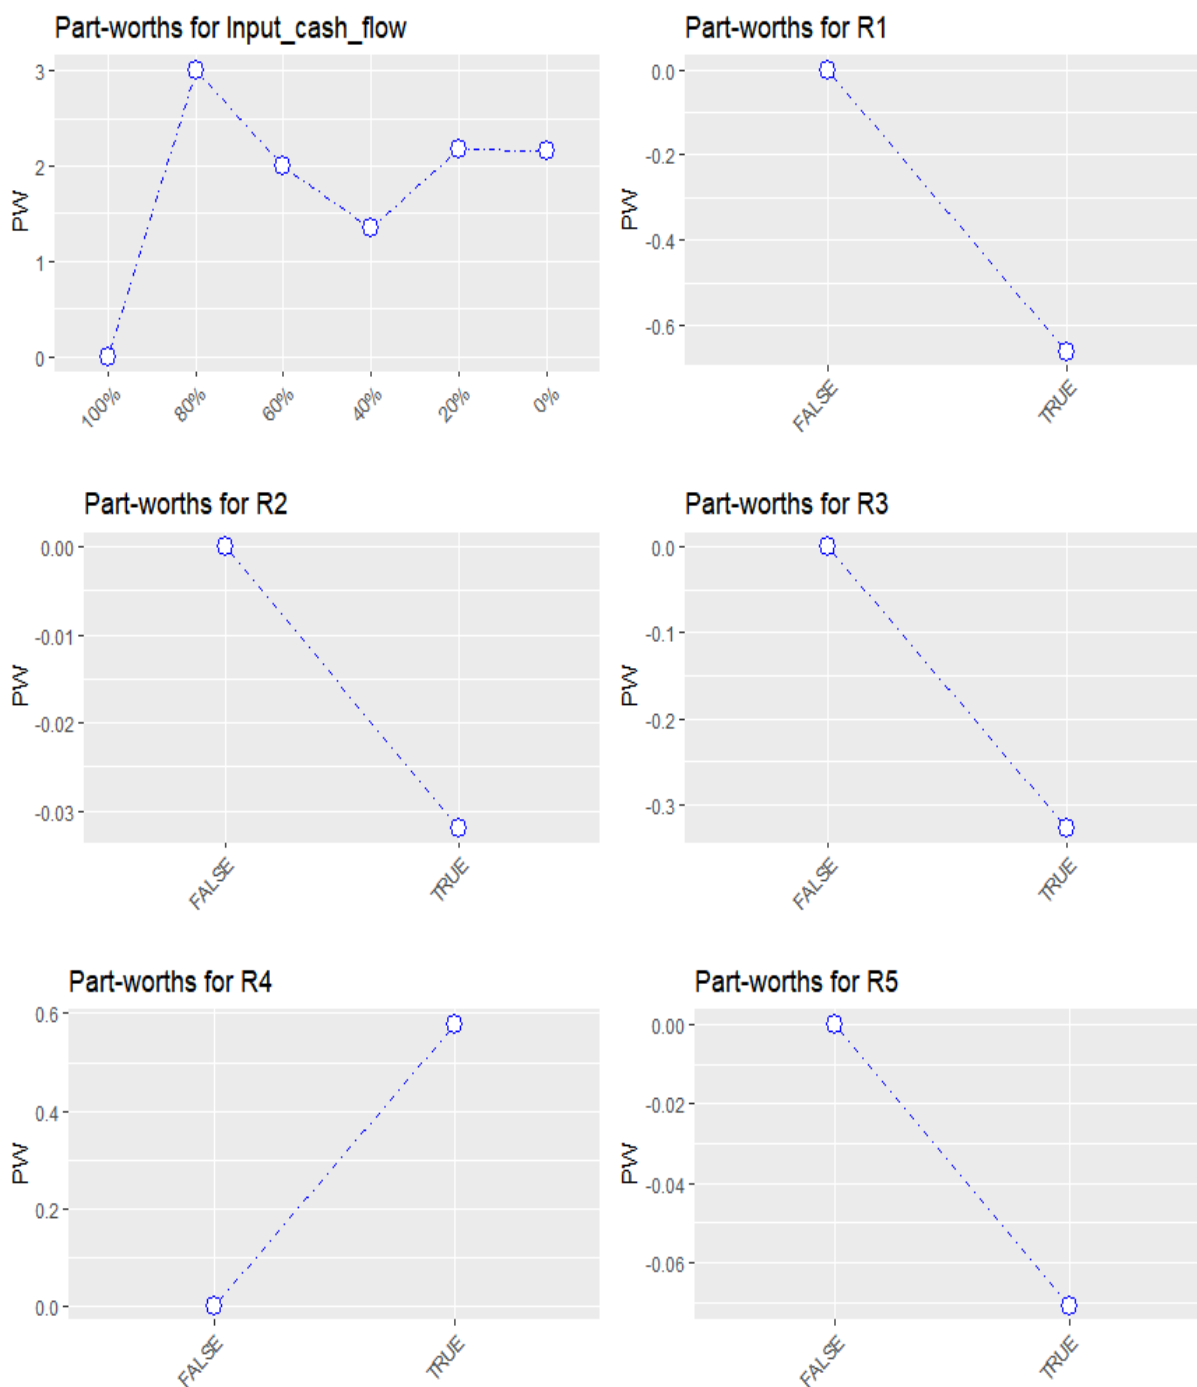 Part-worths for Input_cash_flow
PW
3
2
1
0
100%
80%
60%
40%
20%
0%
Part-worths for R1
PW
0.0
-0.2
-0.4
-0.6
FALSE
TRUE
Part-worths for R2
PW
0.00
-0.01
-0.02
-0.03
FALSE
TRUE
Part-worths for R3
PW
0.0
-0.1
-0.2
-0.3
FALSE
TRUE
Part-worths for R4
PW
0.6
0.4
0.2
0.0
FALSE
TRUE
Part-worths for R5
PW
0.00
-0.02
-0.04
-0.06
FALSE
TRUE